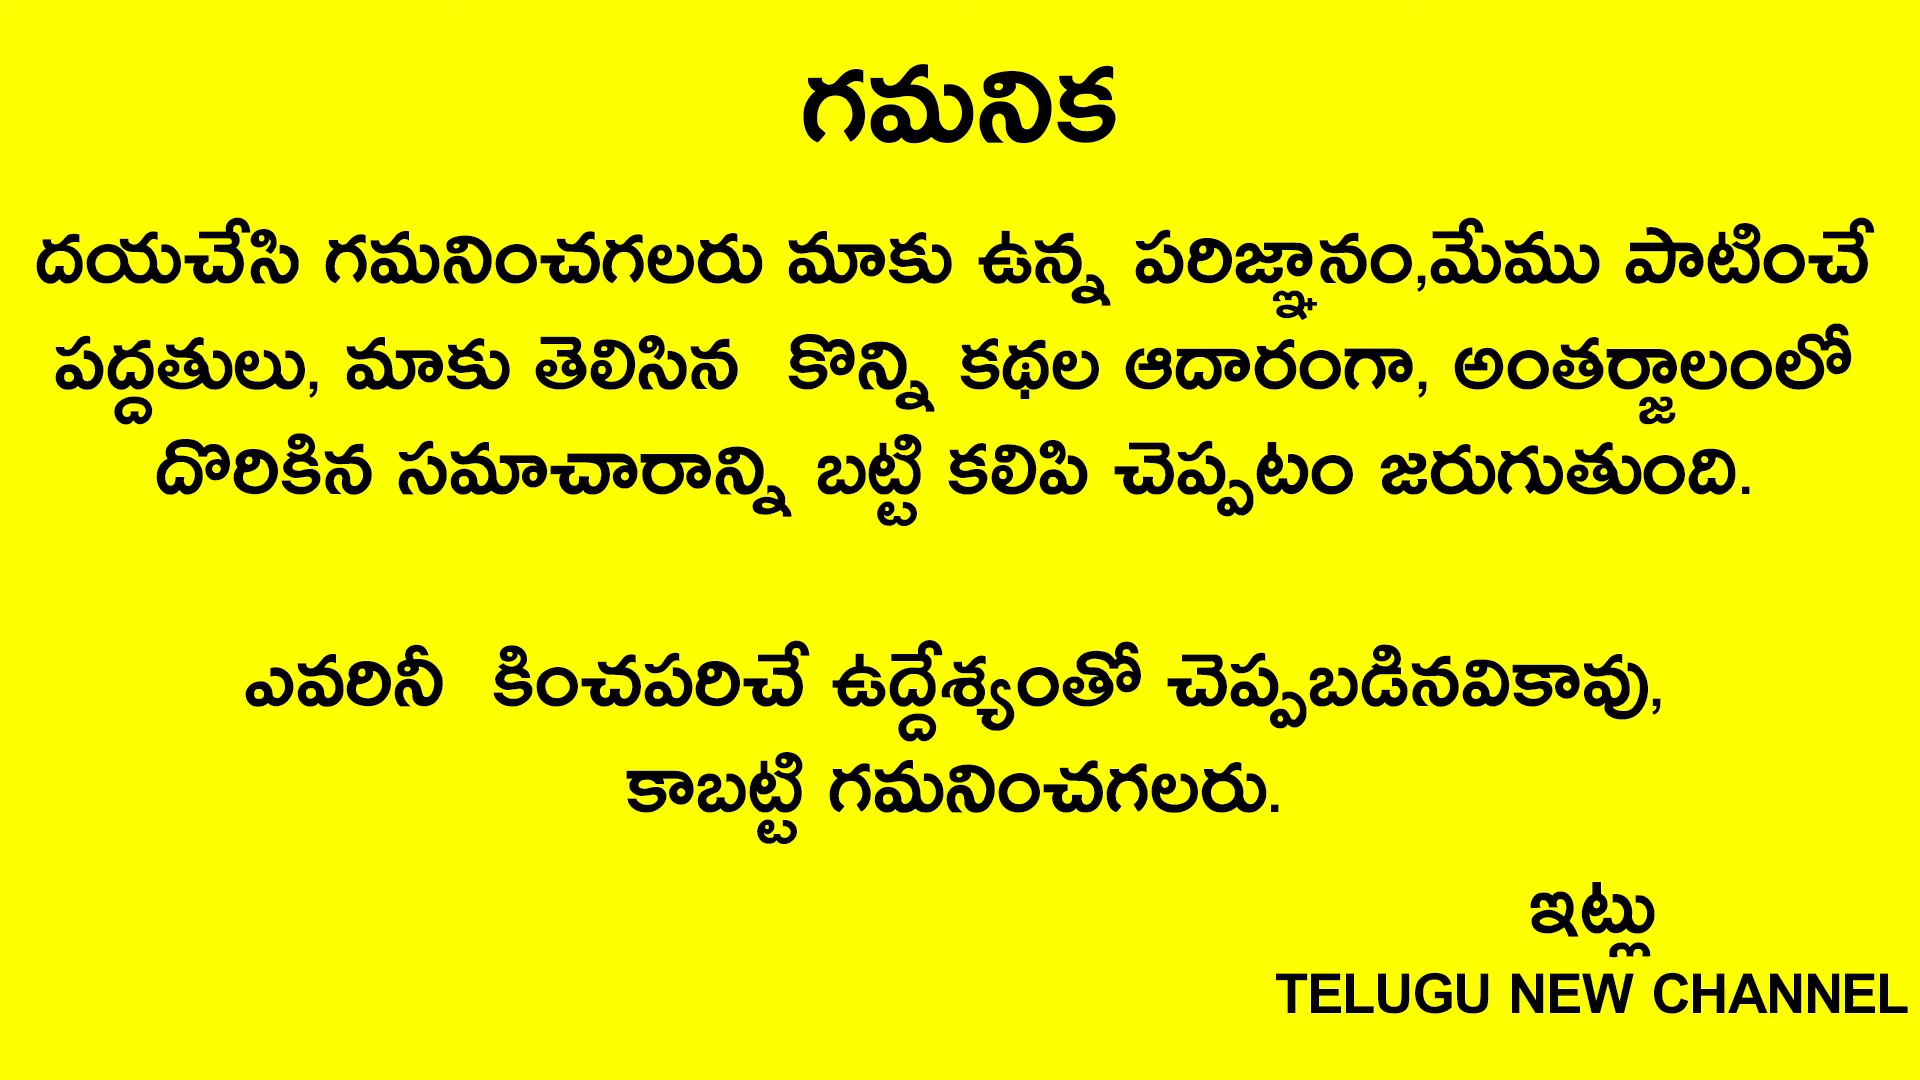 గమనిక
దయచేసి గమనించగలరు మాకు ఉన్న పరిజ్ఞానం,మేము పాటించే
పద్దతులు, మాకు తెలిసిన కొన్ని కథల ఆదారంగా, అంతర్జాలంలో
దొరికిన సమాచారాన్ని బట్టి కలిపి చెప్పటం జరుగుతుంది.
ఎవరినీ కించపరిచే ఉద్దేశ్యంతో చెప్పబడినవికావు,
కాబట్టి గమనించగలరు.
ఇట్లు
TELUGU NEW CHANNEL